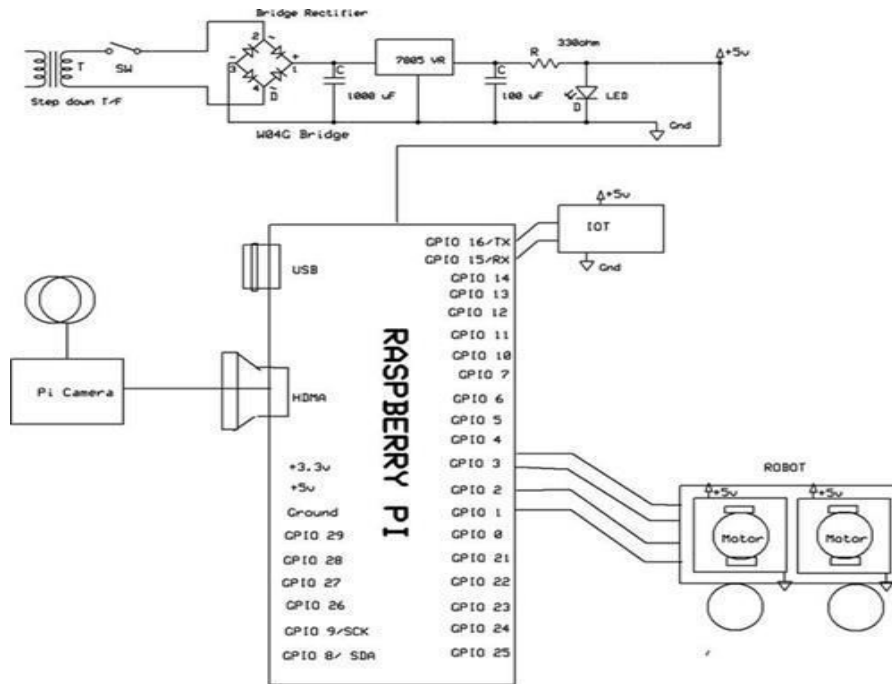 Bridge Rectifier
2 ~
SW
T
Step down T/F
- 3
+ 1
4 ~
W04G Bridge
C
1000 uF
7805 VR
C
100 uF
R 330ohm
LED
D
+5v
Gnd
RASPBERRY PI
USB
HDMA
Pi Camera
+3.3v
+5v
Ground
GPIO 29
GPIO 28
GPIO 27
GPIO 26
GPIO 9/SCK
GPIO 8/ SDA
GPIO 16/TX
GPIO 15/RX
GPIO 14
GPIO 13
GPIO 12
GPIO 11
GPIO 10
GPIO 7
GPIO 6
GPIO 5
GPIO 4
GPIO 3
GPIO 2
GPIO 1
GPIO 0
GPIO 21
GPIO 22
GPIO 23
GPIO 24
GPIO 25
+5v
IOT
Gnd
ROBOT
+5v
+5v
Motor
Motor